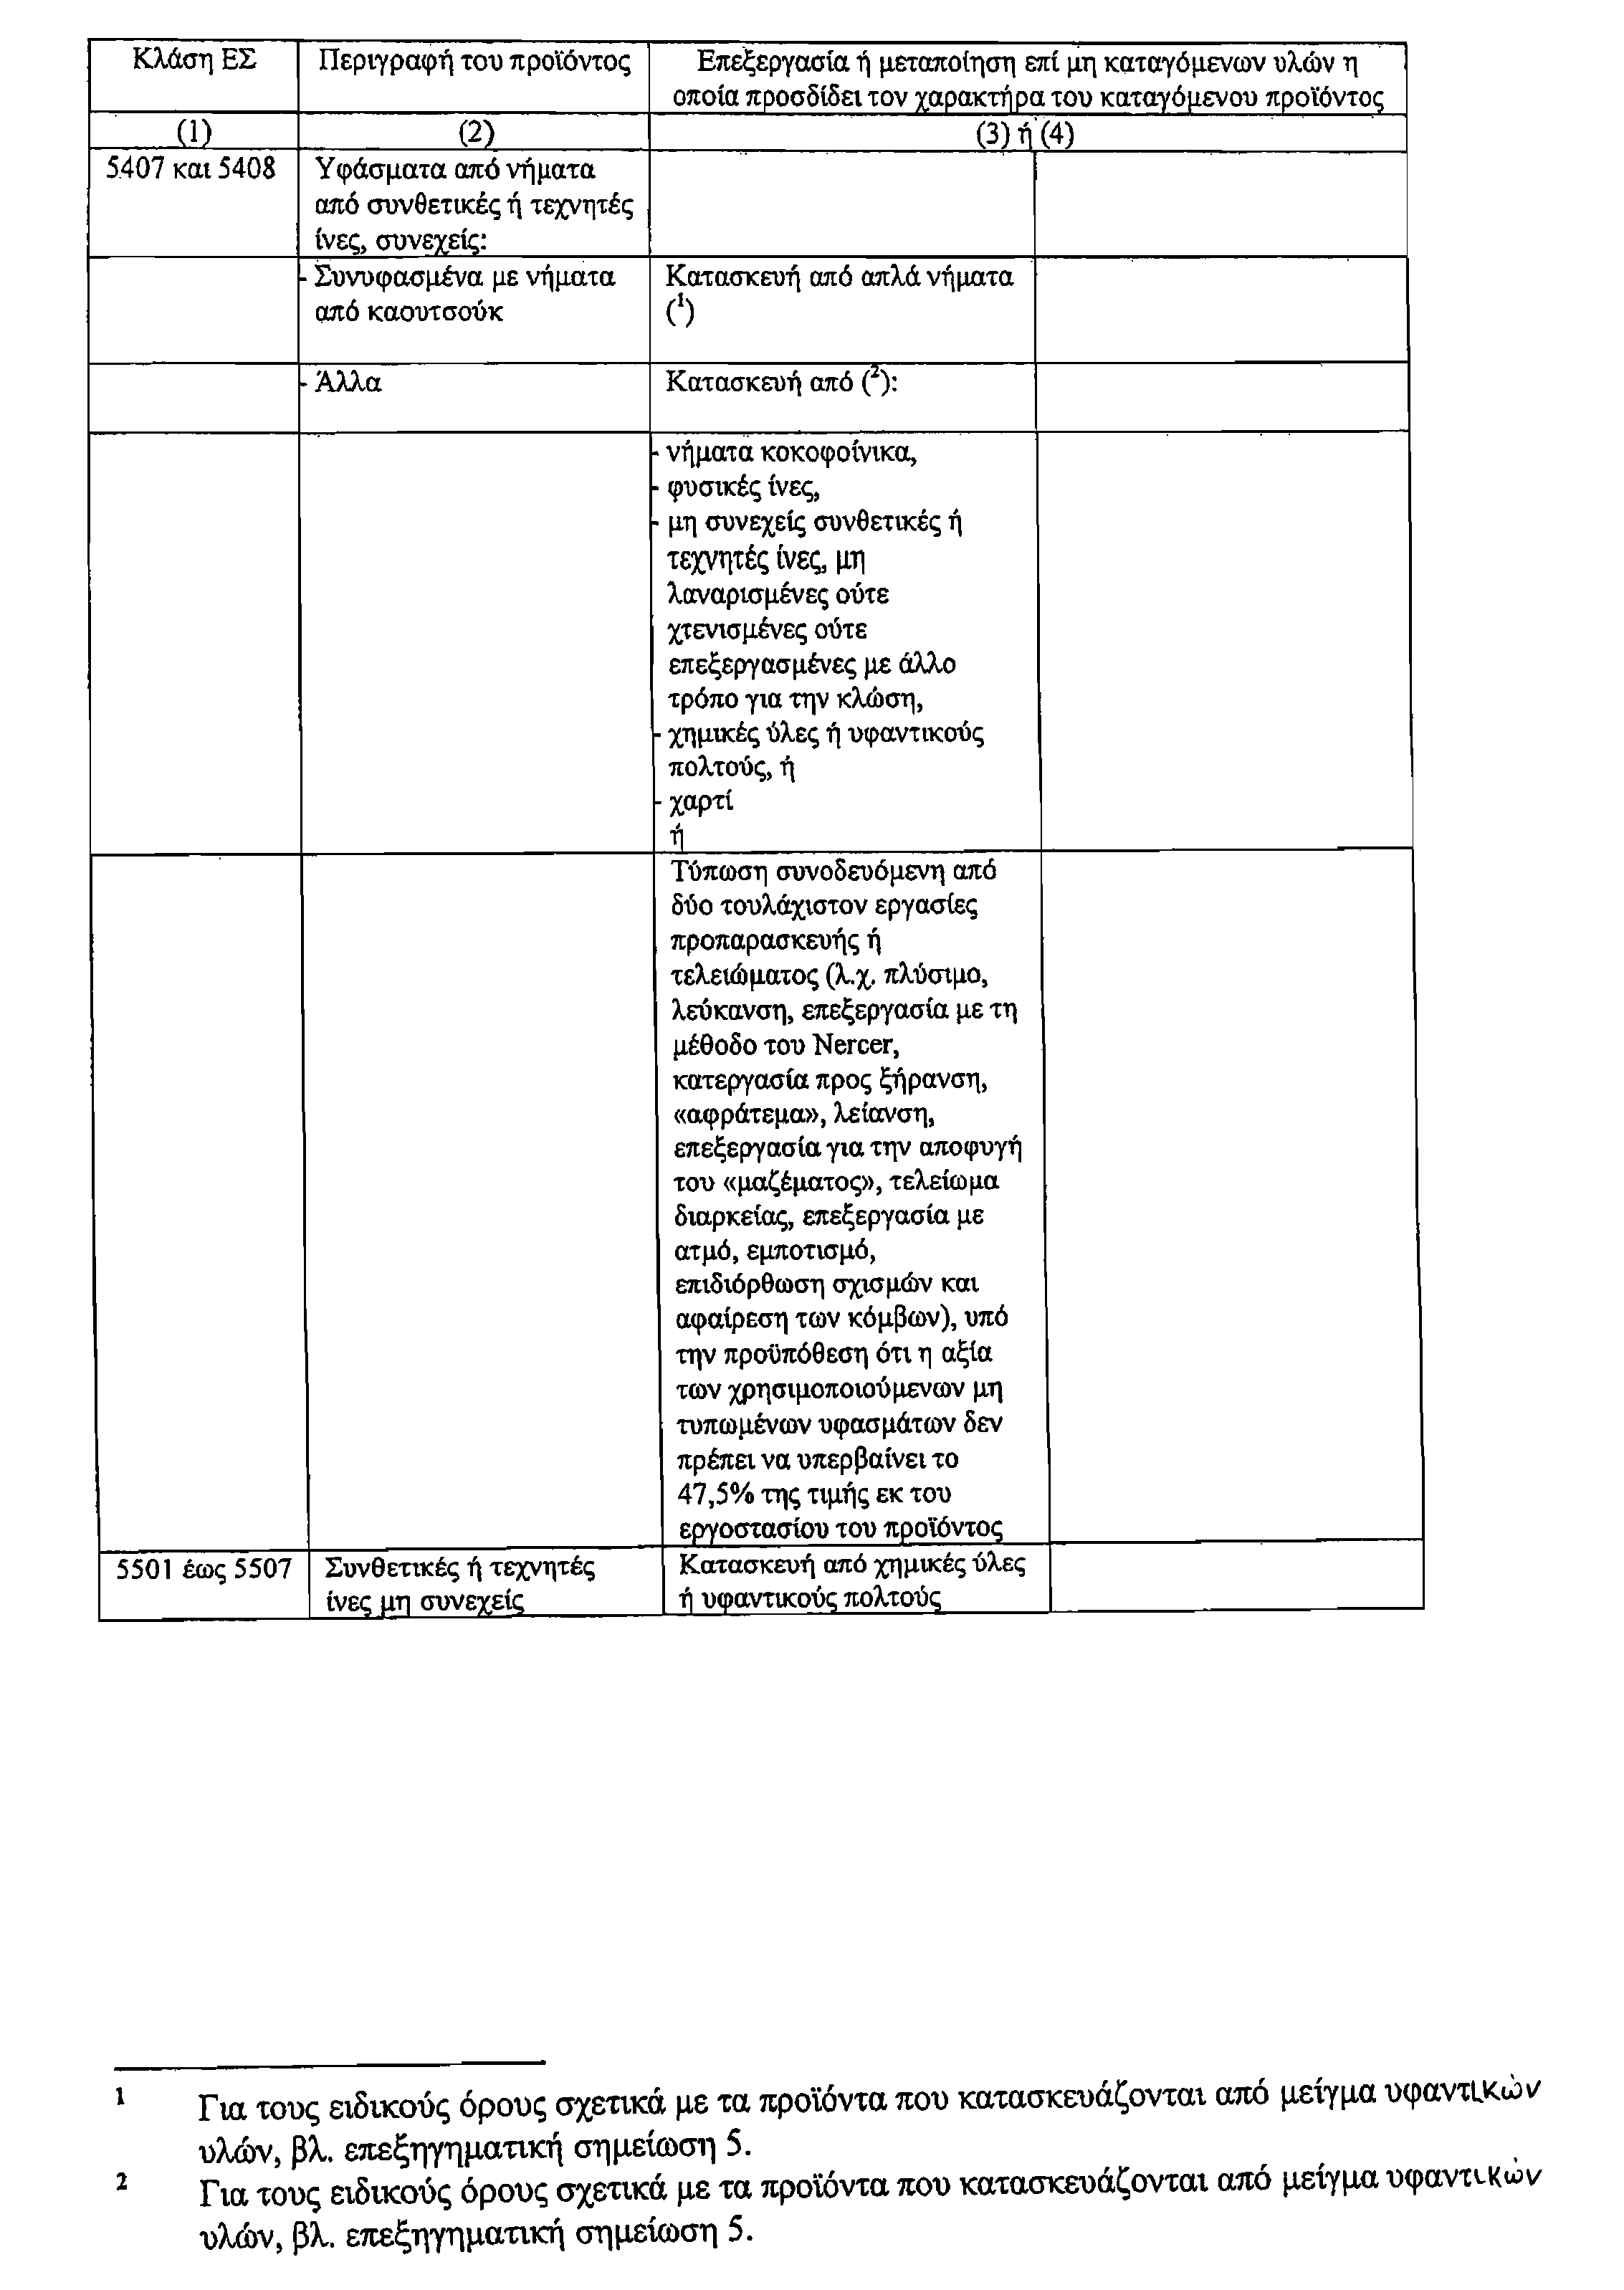 Κλάση ΕΣ
Περιγραφή του προϊόντος
Επεξεργασία ή μεταποίηση επί μη καταγόμενων υλών η
οποία προσδίδει τον χαρακτήρα του καταγόμενου προϊόντος
(1)
(2)
(3) ή (4)
5407 και 5408
Υφάσματα από νήματα
από συνθετικές ή τεχνητές
ίνες, συνεχείς:
- Συνυφασμένα με νήματα
από καουτσούκ
Κατασκευή από απλά νήματα
(¹)
- Άλλα
Κατασκευή από (²):
- νήματα κοκοφοίνικα,
- φυσικές ίνες,
- μη συνεχείς συνθετικές ή
τεχνητές ίνες, μη
λαναρισμένες ούτε
χτενισμένες ούτε
επεξεργασμένες με άλλο
τρόπο για την κλώση,
- χημικές ύλες ή υφαντικούς
πολτούς, ή
- χαρτί
ή
Τύπωση συνοδευόμενη από
δύο τουλάχιστον εργασίες
προπαρασκευής ή
τελειώματος (λ.χ. πλύσιμο,
λεύκανση, επεξεργασία με τη
μέθοδο του Nercer,
κατεργασία προς ξήρανση,
«αφράτεμα», λείανση,
επεξεργασία για την αποφυγή
του «μαζέματος», τελείωμα
διαρκείας, επεξεργασία με
ατμό, εμποτισμό,
επιδιόρθωση σχισμών και
αφαίρεση των κόμβων), υπό
την προϋπόθεση ότι η αξία
των χρησιμοποιούμενων μη
τυπωμένων υφασμάτων δεν
πρέπει να υπερβαίνει το
47,5% της τιμής εκ του
εργοστασίου του προϊόντος
5501 έως 5507
Συνθετικές ή τεχνητές
ίνες μη συνεχείς
Κατασκευή από χημικές ύλες
ή υφαντικούς πολτούς
1 Για τους ειδικούς όρους σχετικά με τα προϊόντα που κατασκευάζονται από μείγμα υφαντικών
υλών, βλ. επεξηγηματική σημείωση 5.
2 Για τους ειδικούς όρους σχετικά με τα προϊόντα που κατασκευάζονται από μείγμα υφαντικών
υλών, βλ. επεξηγηματική σημείωση 5.